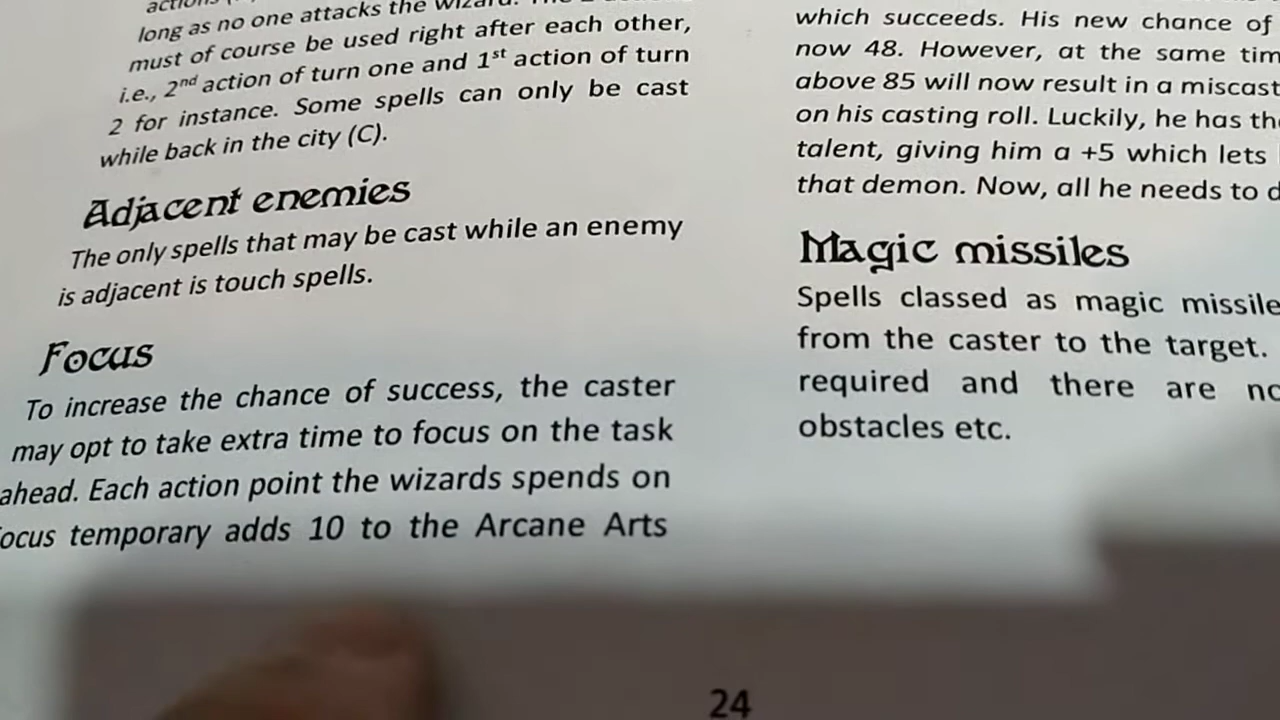 long as no one attacks the wizard. The 2
must of course be used right after each other,
i.e., 2nd action of turn one and 1st action of turn
2 for instance. Some spells can only be cast
while back in the city (C).
Adjacent enemies
The only spells that may be cast while an enemy
is adjacent is touch spells.
Focus
To increase the chance of success, the caster
may opt to take extra time to focus on the task
ahead. Each action point the wizards spends on
ocus temporary adds 10 to the Arcane Arts
which succeeds. His new chance of
now 48. However, at the same tim
above 85 will now result in a miscast
on his casting roll. Luckily, he has th
talent, giving him a +5 which lets
that demon. Now, all he needs to d
Magic missiles
Spells classed as magic missile
from the caster to the target.
required and there are no
obstacles etc.
24